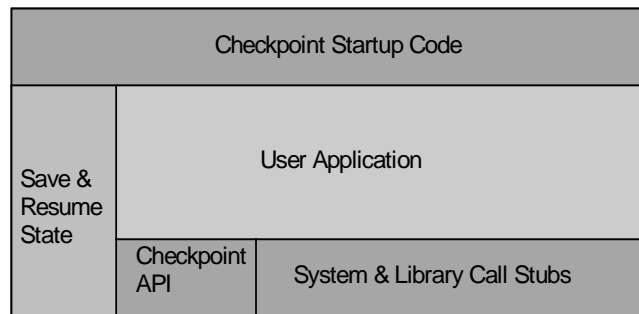 Checkpoint Startup Code
User Application
Save &
Resume
State
Checkpoint
API
System & Library Call Stubs